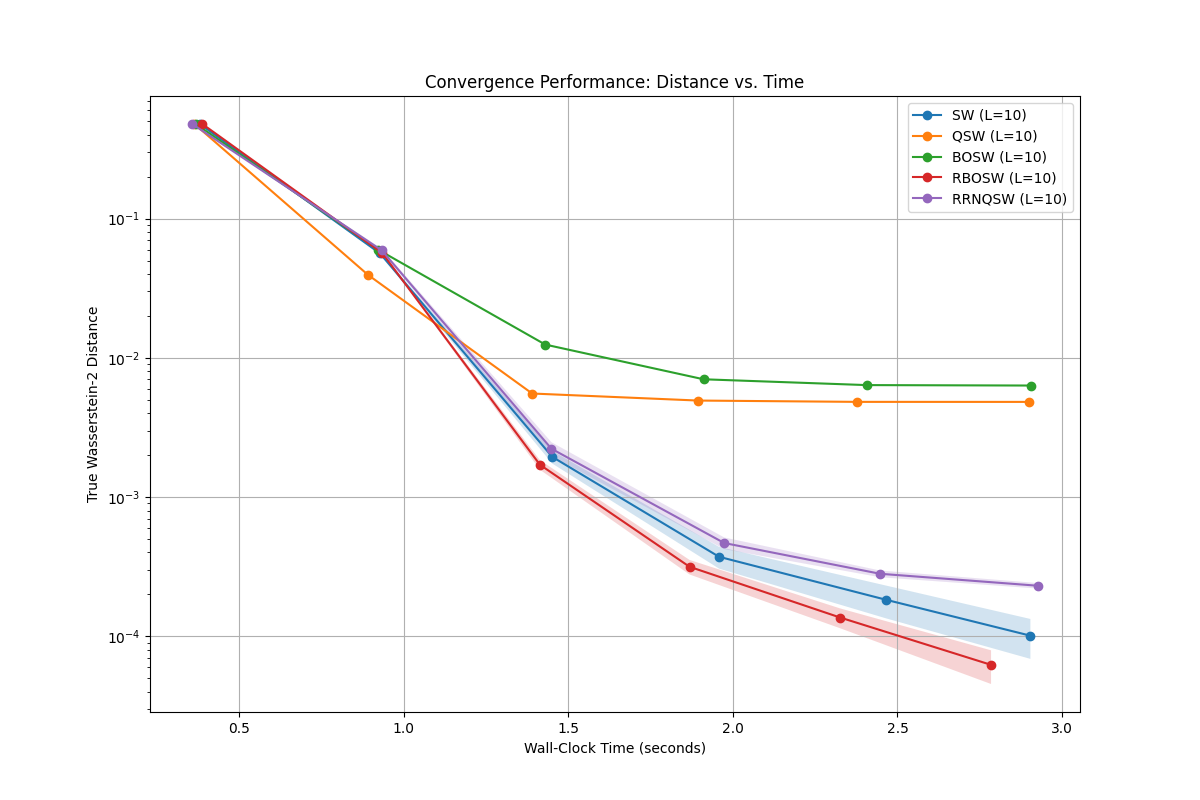 Convergence Performance: Distance vs. Time
SW (L=10)
QSW (L=10)
BOSW (L=10)
RBOSW (L=10)
RRNQSW (L=10)
True Wasserstein-2 Distance
10⁻¹
10⁻²
10⁻³
10⁻⁴
0.5 1.0 1.5 2.0 2.5 3.0
Wall-Clock Time (seconds)